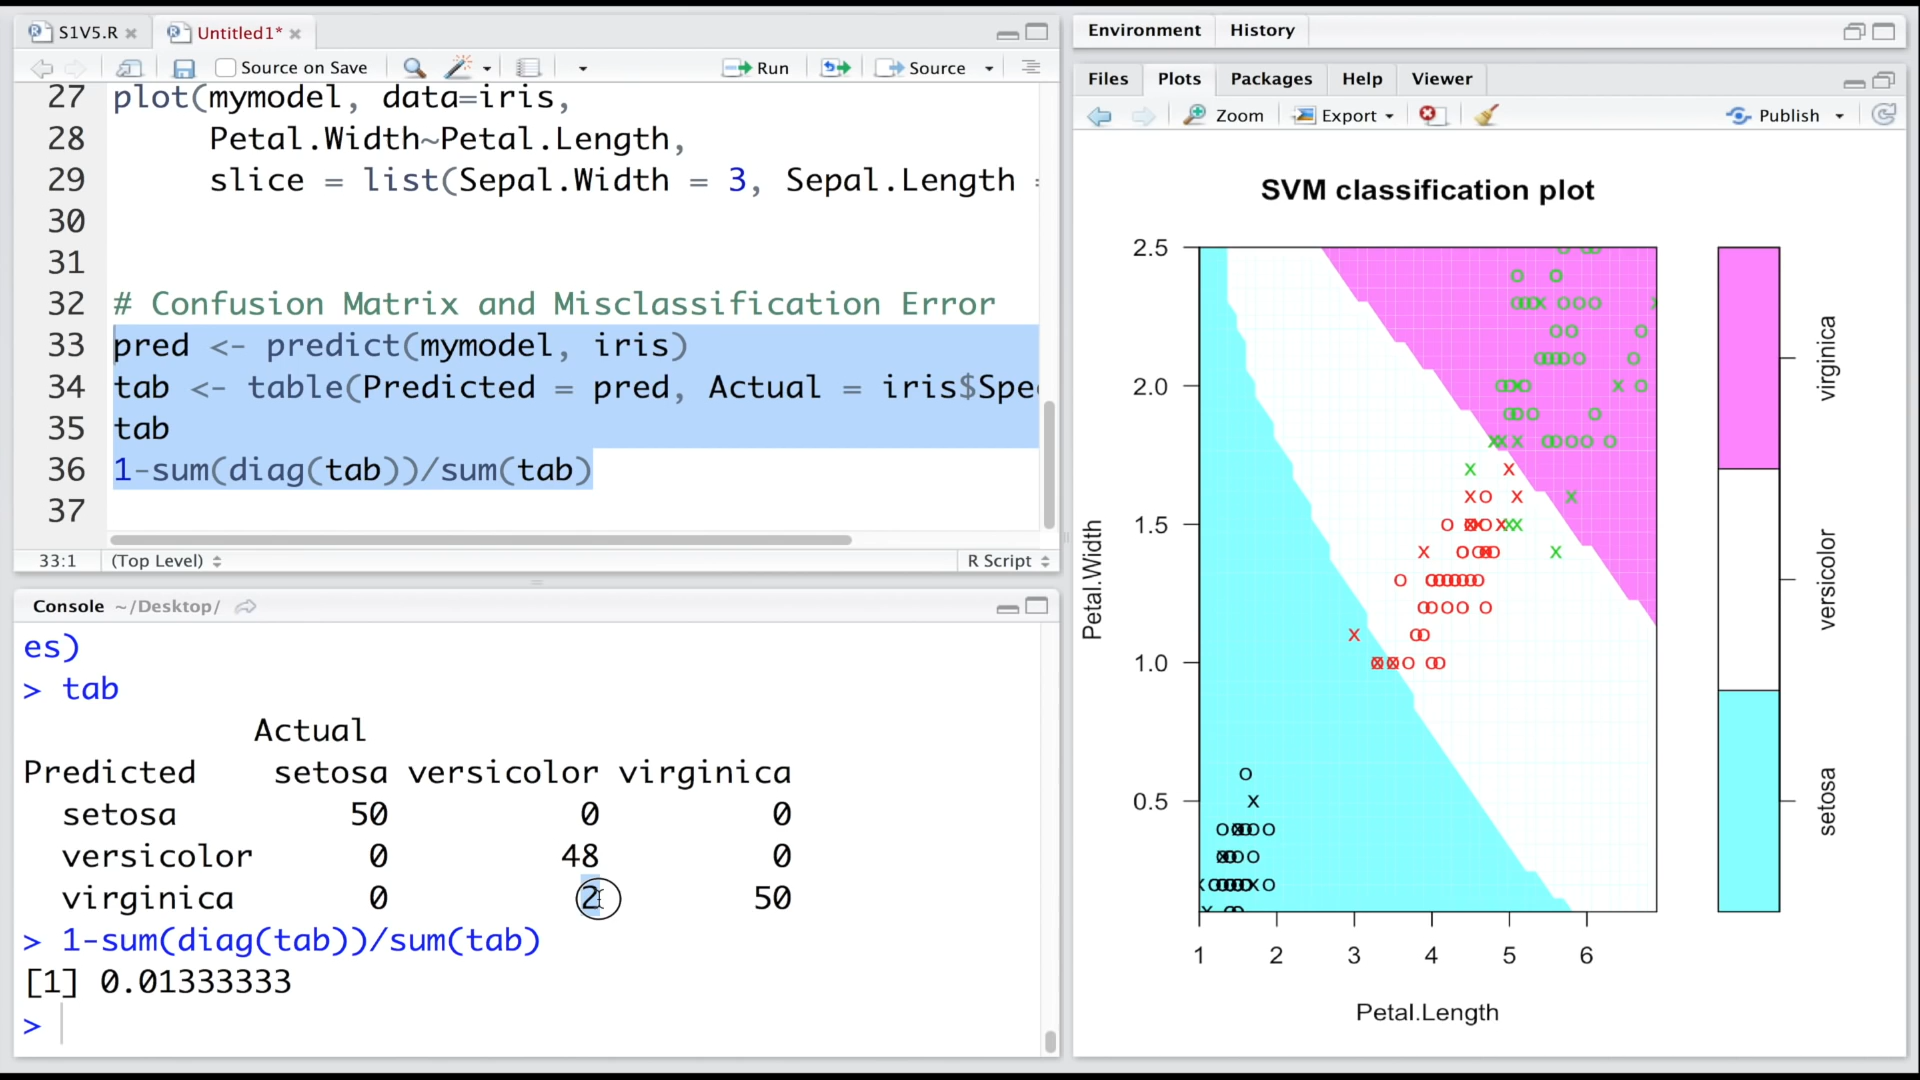 S1V5.R
Untitled1*
Source on Save
Run
Source
27 plot(mymodel, data=iris,
28 Petal.Width~Petal.Length,
29 slice = list(Sepal.Width = 3, Sepal.Length =
30
31
32 # Confusion Matrix and Misclassification Error
33 pred <- predict(mymodel, iris)
34 tab <- table(Predicted = pred, Actual = iris$Spe
35 tab
36 1-sum(diag(tab))/sum(tab)
37
33:1 (Top Level) R Script
Console ~/Desktop/
es)
> tab
Actual
Predicted setosa versicolor virginica
setosa 50 0 0
versicolor 0 48 0
virginica 0 2 50
> 1-sum(diag(tab))/sum(tab)
[1] 0.01333333
>
Environment History
Files Plots Packages Help Viewer
Zoom Export Publish
SVM classification plot
2.5
2.0
1.5
1.0
0.5
Petal.Width
1 2 3 4 5 6
Petal.Length
virginica
versicolor
setosa